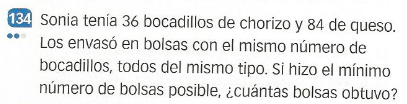 134 Sonia tenía 36 bocadillos de chorizo y 84 de queso.
Los envasó en bolsas con el mismo número de
bocadillos, todos del mismo tipo. Si hizo el mínimo
número de bolsas posible, ¿cuántas bolsas obtuvo?